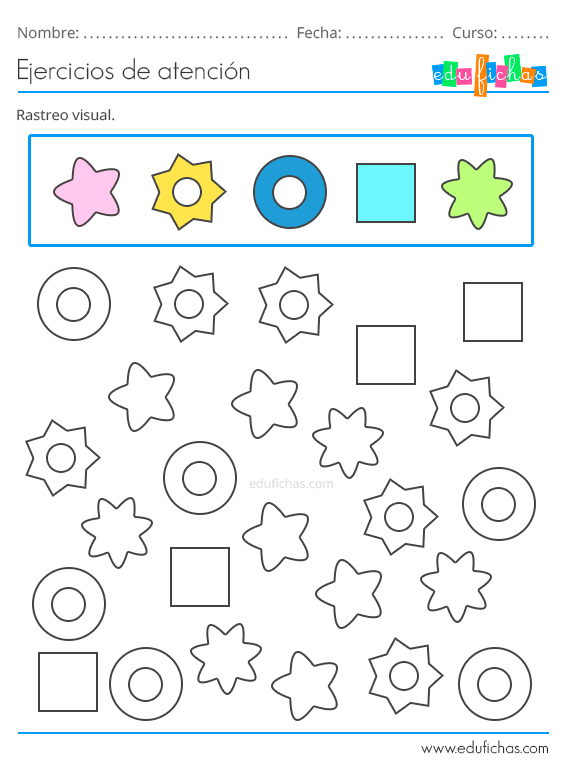 Nombre: ................................ Fecha: ................ Curso: ........
Ejercicios de atención
edufichas
Rastreo visual.
edufichas.com
www.edufichas.com